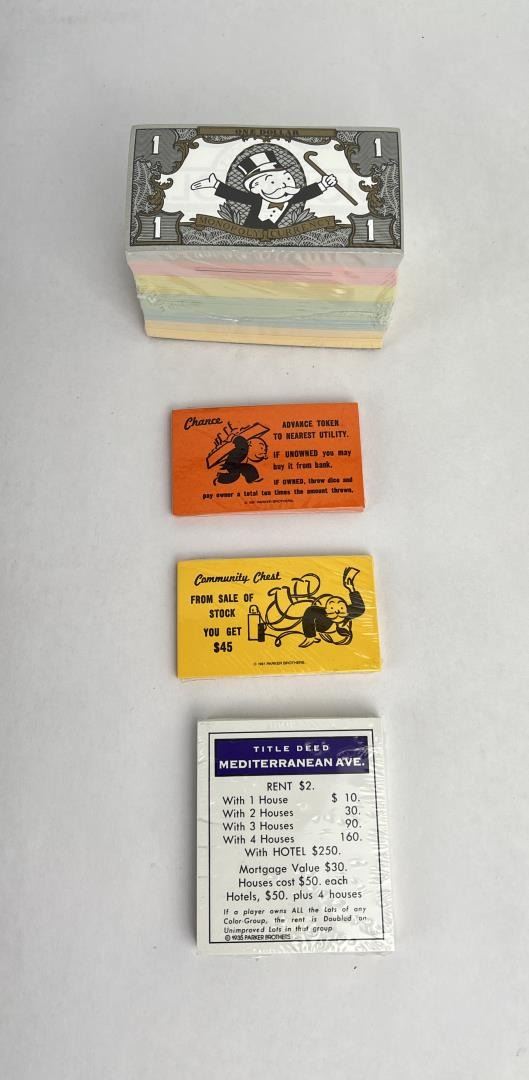 ONE DOLLAR
1 1
1 1
MONOPOLY CURRENCY
Chance
ADVANCE TOKEN
TO NEAREST UTILITY.
IF UNOWNED you may
buy it from bank.
IF OWNED, throw dice and
pay owner a total ten times the amount thrown.
PARKER BROTHERS.
Community Chest
FROM SALE OF
STOCK
YOU GET
$45
© 1991 PARKER BROTHERS.
TITLE DEED
MEDITERRANEAN AVE.
RENT $2.
With 1 House $ 10.
With 2 Houses 30.
With 3 Houses 90.
With 4 Houses 160.
With HOTEL $250.
Mortgage Value $30.
Houses cost $50. each
Hotels, $50. plus 4 houses
If a player owns ALL the Lots of any
Color-Group, the rent is Doubled on
Unimproved Lots in that group
© 1935 PARKER BROTHERS